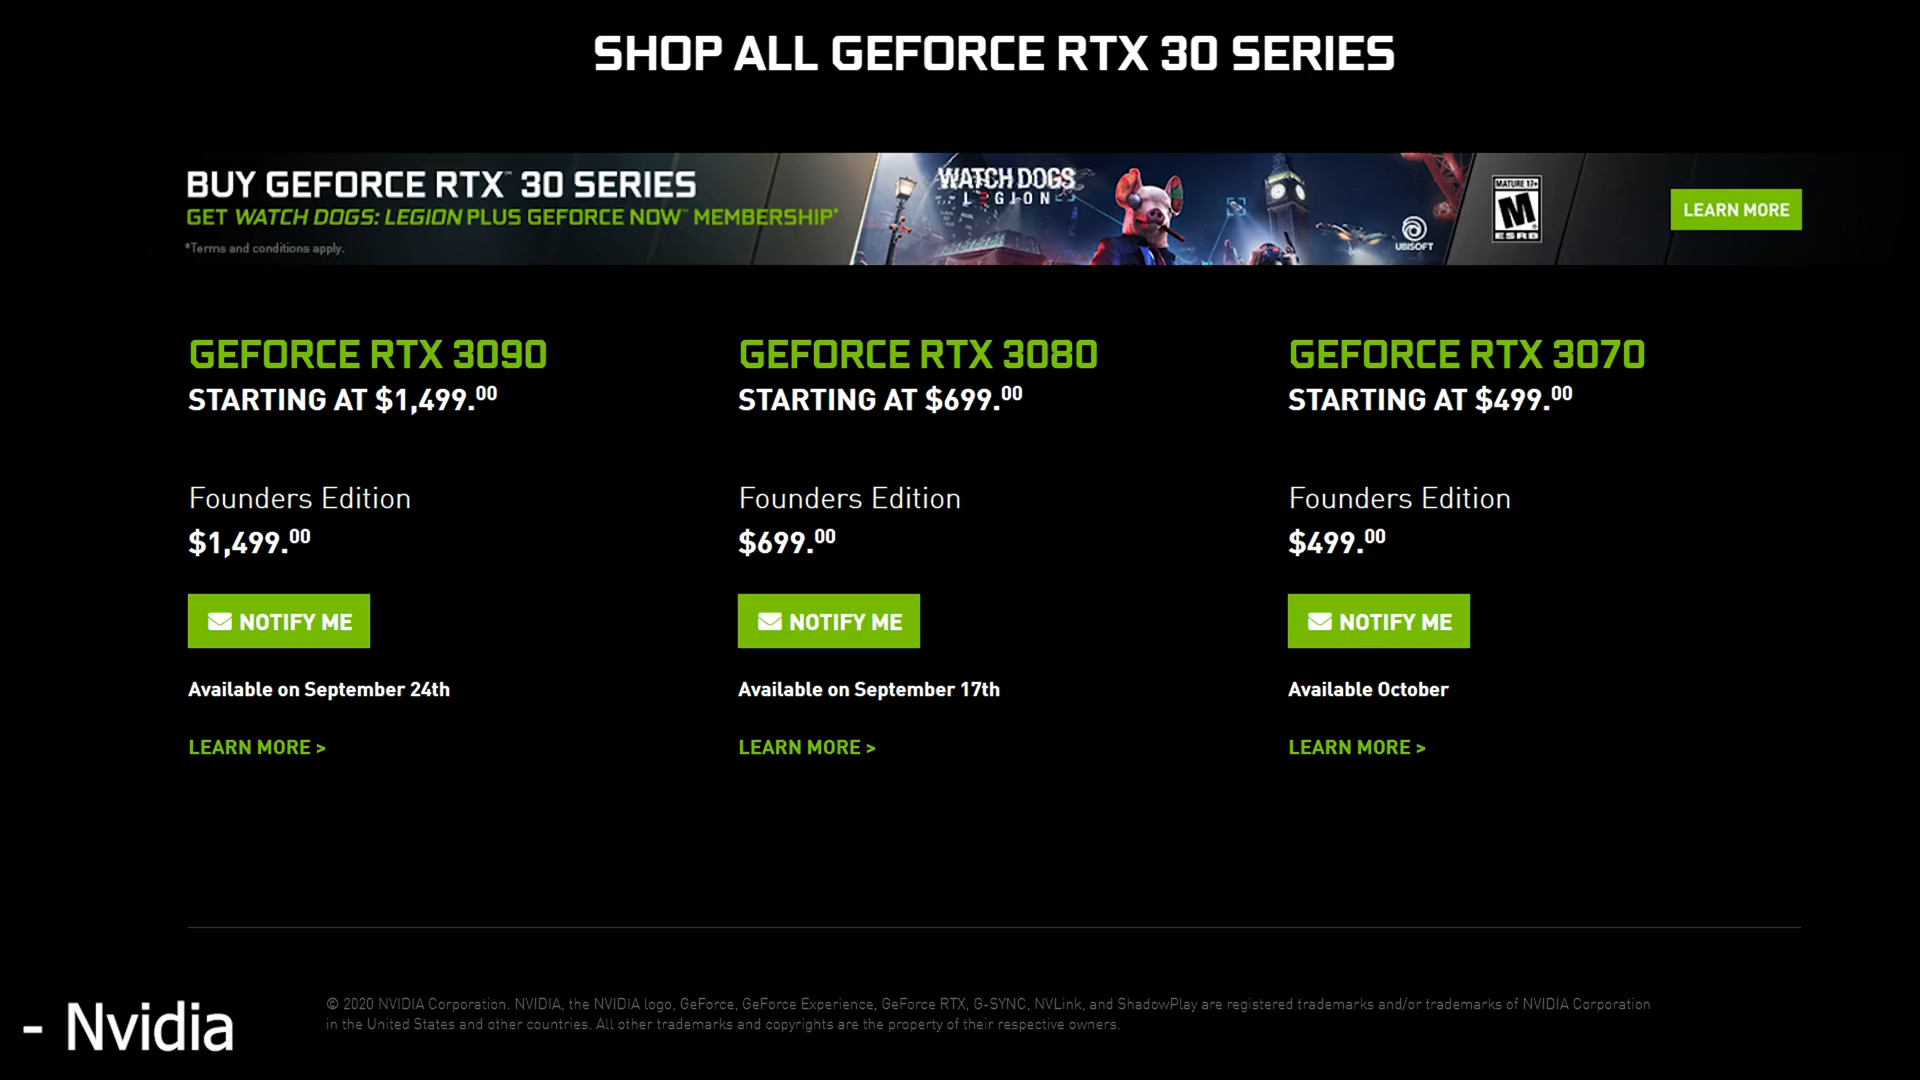 SHOP ALL GEFORCE RTX 30 SERIES
BUY GEFORCE RTX™ 30 SERIES
GET WATCH DOGS: LEGION PLUS GEFORCE NOW™ MEMBERSHIP*
*Terms and conditions apply.
WATCH DOGS
LEGION
UBISOFT
MATURE 17+
M
ESRB
LEARN MORE
GEFORCE RTX 3090
STARTING AT $1,499.00
Founders Edition
$1,499.00
NOTIFY ME
Available on September 24th
LEARN MORE >
GEFORCE RTX 3080
STARTING AT $699.00
Founders Edition
$699.00
NOTIFY ME
Available on September 17th
LEARN MORE >
GEFORCE RTX 3070
STARTING AT $499.00
Founders Edition
$499.00
NOTIFY ME
Available October
LEARN MORE >
- Nvidia
© 2020 NVIDIA Corporation. NVIDIA, the NVIDIA logo, GeForce, GeForce Experience, GeForce RTX, G-SYNC, NVLink, and ShadowPlay are registered trademarks and/or trademarks of NVIDIA Corporation
in the United States and other countries. All other trademarks and copyrights are the property of their respective owners.